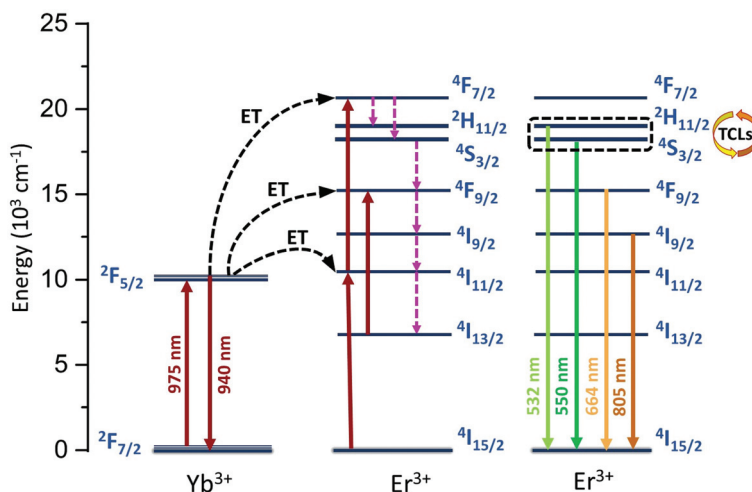 Energy (10³ cm⁻¹)
25
20
15
10
5
0
²F₅/₂
²F₇/₂
975 nm
940 nm
Yb³⁺
ET
ET
ET
⁴F₇/₂
²H₁₁/₂
⁴S₃/₂
⁴F₉/₂
⁴I₉/₂
⁴I₁₁/₂
⁴I₁₃/₂
⁴I₁₅/₂
Er³⁺
⁴F₇/₂
²H₁₁/₂
⁴S₃/₂
TCLs
⁴F₉/₂
⁴I₉/₂
⁴I₁₁/₂
⁴I₁₃/₂
⁴I₁₅/₂
532 nm
550 nm
664 nm
805 nm
Er³⁺